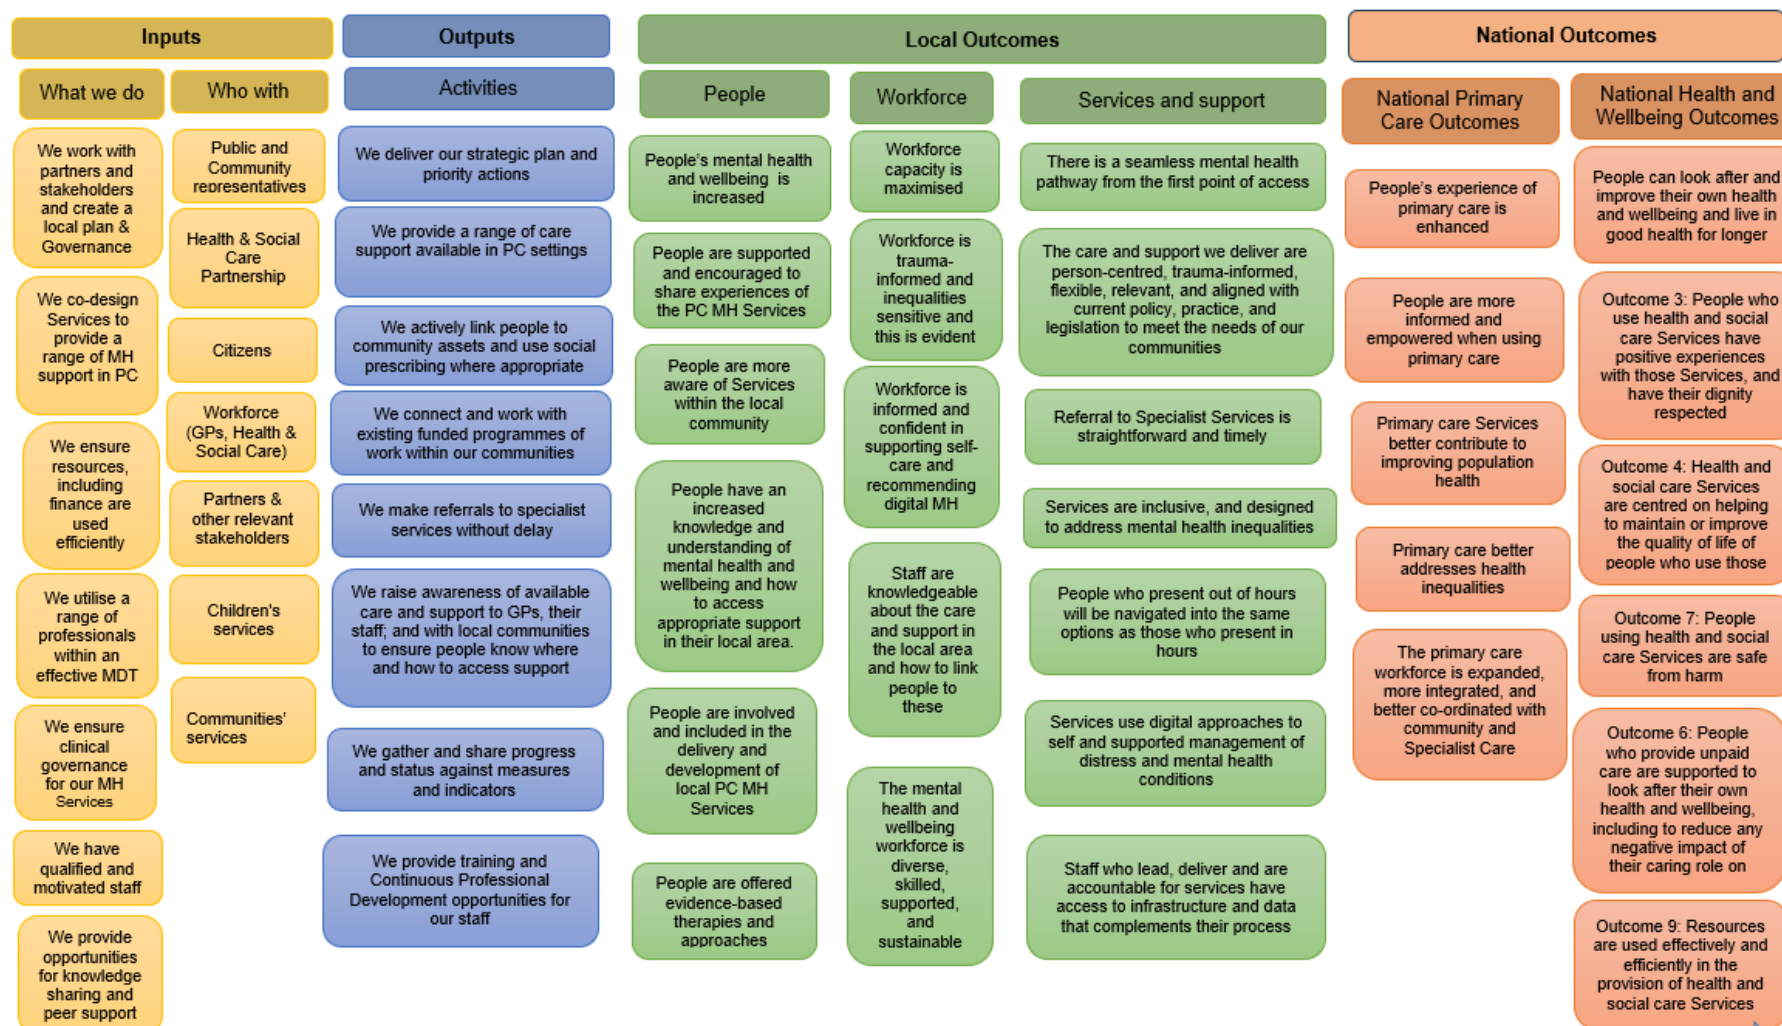 Inputs
Outputs
Local Outcomes
National Outcomes
What we do
Who with
Activities
People
Workforce
Services and support
National Primary
Care Outcomes
National Health and
Wellbeing Outcomes
We work with
partners and
stakeholders
and create a
local plan &
Governance
We co-design
Services to
provide a
range of MH
support in PC
We ensure
resources,
including
finance are
used
efficiently
We utilise a
range of
professionals
within an
effective MDT
We ensure
clinical
governance
for our MH
Services
We have
qualified and
motivated staff
We provide
opportunities
for knowledge
sharing and
peer support
Public and
Community
representatives
Health & Social
Care
Partnership
Citizens
Workforce
(GPs, Health &
Social Care)
Partners &
other relevant
stakeholders
Children's
services
Communities'
services
We deliver our strategic plan and
priority actions
We provide a range of care
support available in PC settings
We actively link people to
community assets and use social
prescribing where appropriate
We connect and work with
existing funded programmes of
work within our communities
We make referrals to specialist
services without delay
We raise awareness of available
care and support to GPs, their
staff; and with local communities
to ensure people know where
and how to access support
We gather and share progress
and status against measures
and indicators
We provide training and
Continuous Professional
Development opportunities for
our staff
People's mental health
and wellbeing is
increased
People are supported
and encouraged to
share experiences of
the PC MH Services
People are more
aware of Services
within the local
community
People have an
increased
knowledge and
understanding of
mental health and
wellbeing and how
to access
appropriate support
in their local area.
People are involved
and included in the
delivery and
development of
local PC MH
Services
People are offered
evidence-based
therapies and
approaches
Workforce
capacity is
maximised
Workforce is
trauma-
informed and
inequalities
sensitive and
this is evident
Workforce is
informed and
confident in
supporting self-
care and
recommending
digital MH
Staff are
knowledgeable
about the care
and support in
the local area
and how to link
people to
these
The mental
health and
wellbeing
workforce is
diverse,
skilled,
supported,
and
sustainable
There is a seamless mental health
pathway from the first point of access
The care and support we deliver are
person-centred, trauma-informed,
flexible, relevant, and aligned with
current policy, practice, and
legislation to meet the needs of our
communities
Referral to Specialist Services is
straightforward and timely
Services are inclusive, and designed
to address mental health inequalities
People who present out of hours
will be navigated into the same
options as those who present in
hours
Services use digital approaches to
self and supported management of
distress and mental health
conditions
Staff who lead, deliver and are
accountable for services have
access to infrastructure and data
that complements their process
People's experience of
primary care is
enhanced
People are more
informed and
empowered when using
primary care
Primary care Services
better contribute to
improving population
health
Primary care better
addresses health
inequalities
The primary care
workforce is expanded,
more integrated, and
better co-ordinated with
community and
Specialist Care
People can look after and
improve their own health
and wellbeing and live in
good health for longer
Outcome 3: People who
use health and social
care Services have
positive experiences
with those Services, and
have their dignity
respected
Outcome 4: Health and
social care Services
are centred on helping
to maintain or improve
the quality of life of
people who use those
Outcome 7: People
using health and social
care Services are safe
from harm
Outcome 6: People
who provide unpaid
care are supported to
look after their own
health and wellbeing,
including to reduce any
negative impact of
their caring role on
Outcome 9: Resources
are used effectively and
efficiently in the
provision of health and
social care Services